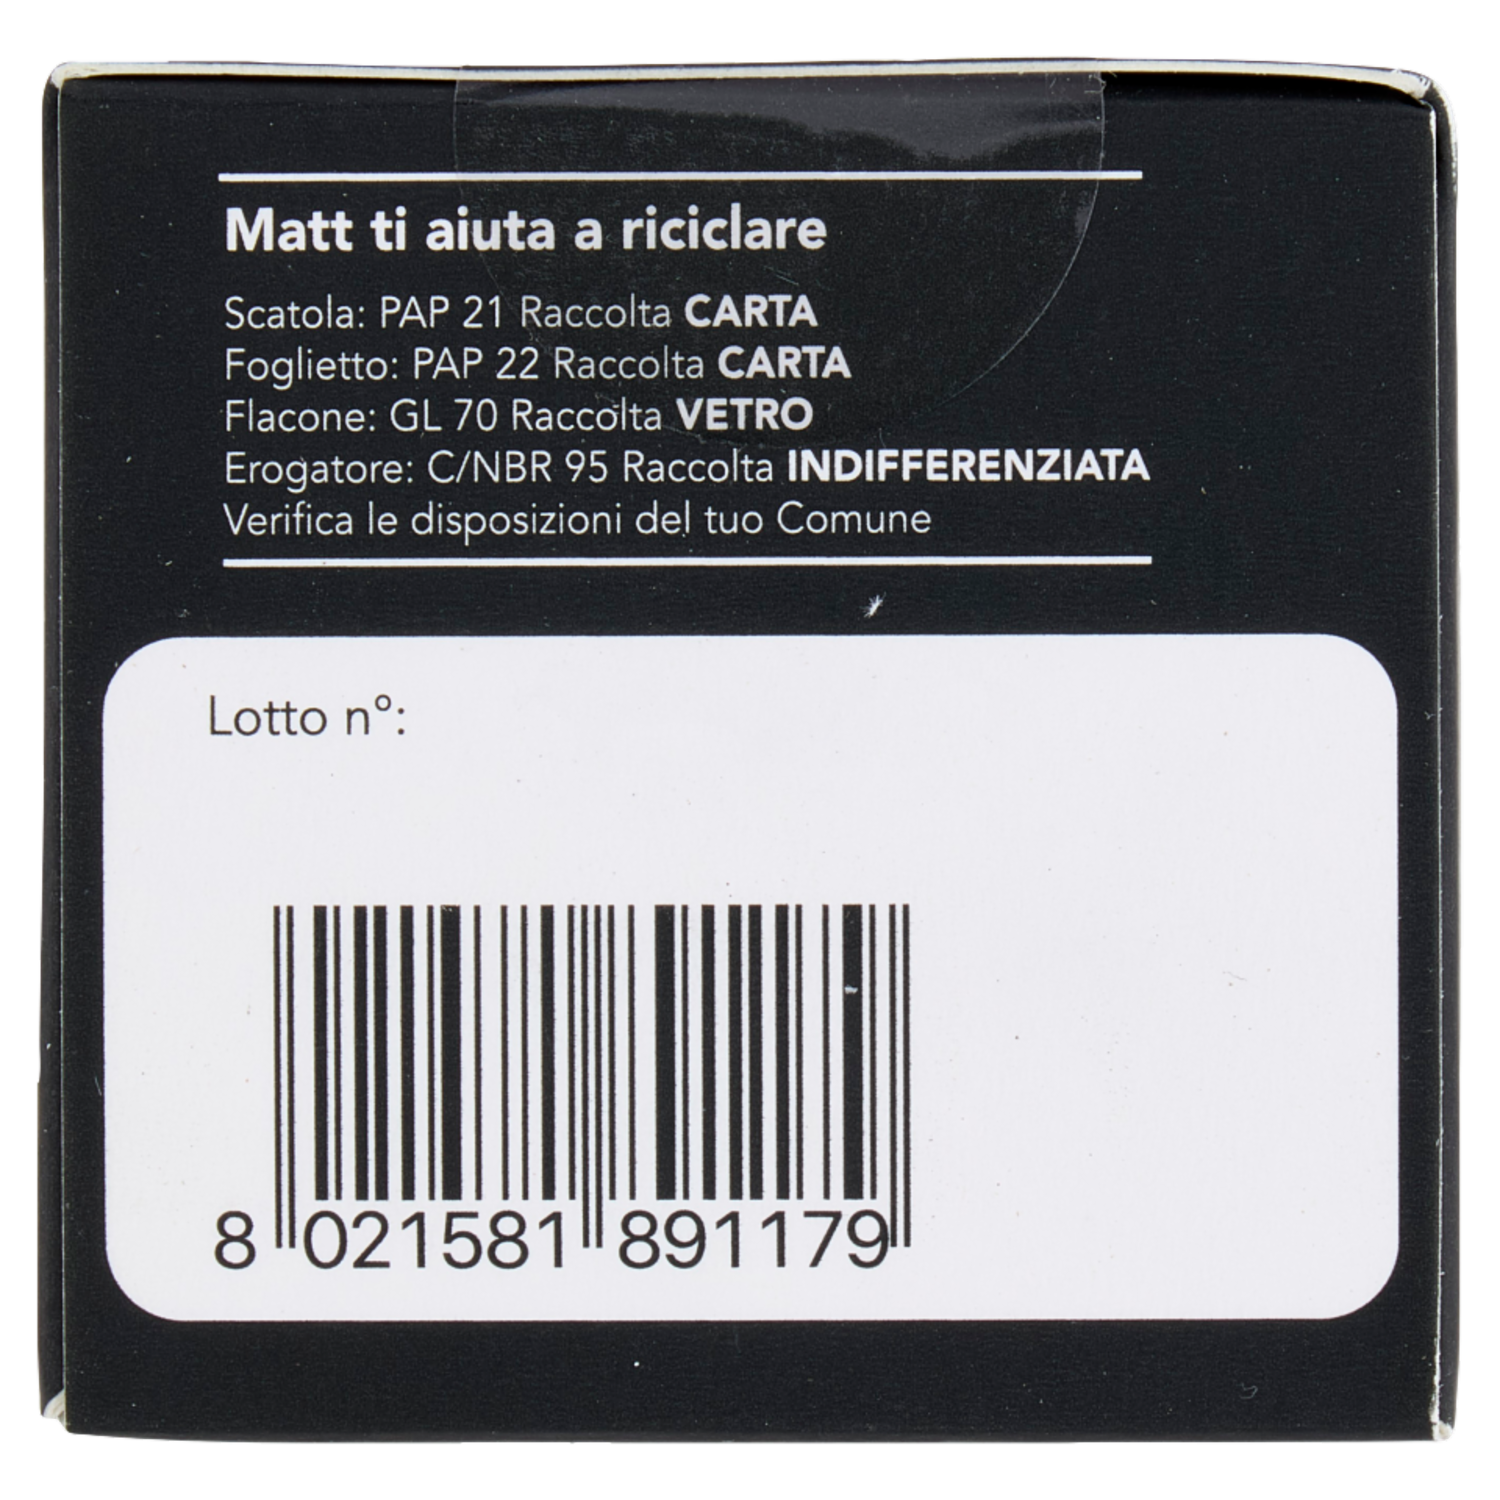 Matt ti aiuta a riciclare
Scatola: PAP 21 Raccolta CARTA
Foglietto: PAP 22 Raccolta CARTA
Flacone: GL 70 Raccolta VETRO
Erogatore: C/NBR 95 Raccolta INDIFFERENZIATA
Verifica le disposizioni del tuo Comune
Lotto n°:
8 021581 891179